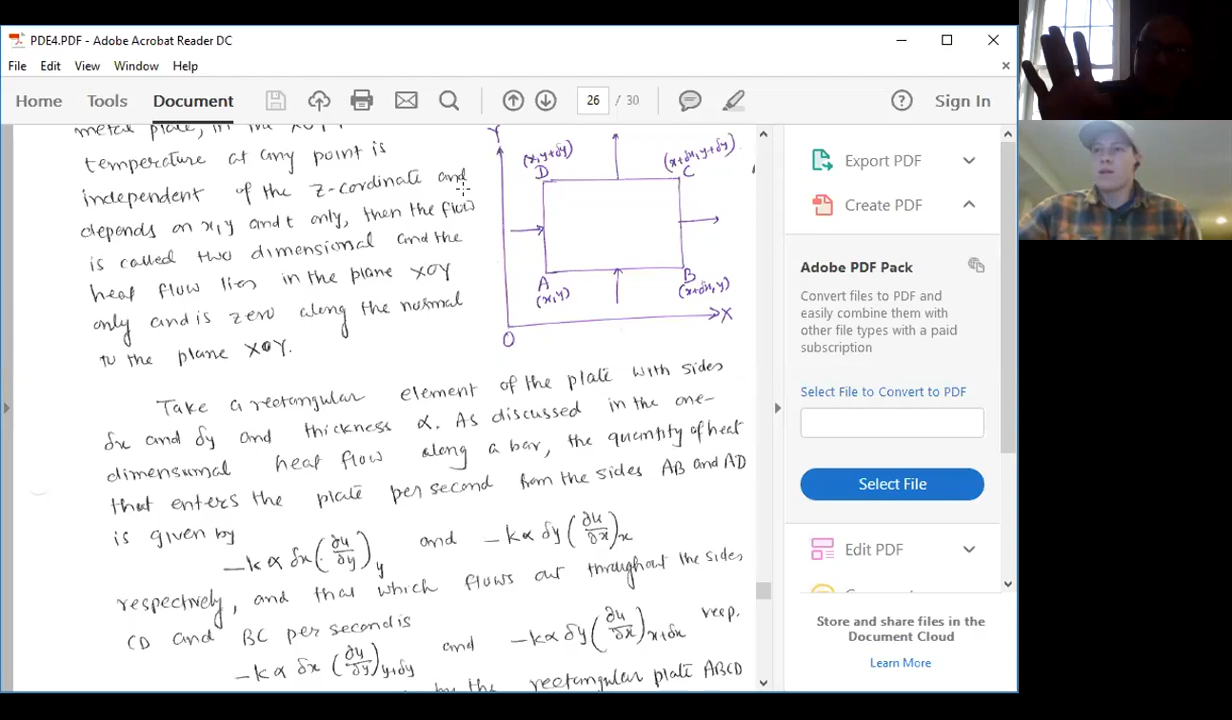 PDE4.PDF - Adobe Acrobat Reader DC
File Edit View Window Help
Home Tools Document 26 / 30 Sign In
metal plate, in the XOY.
temperature at any point is
independent of the z-cordinate and
depends on x, y and t only, then the flow
is called two dimensional and the
heat flow lies in the plane XOY
only and is zero along the normal
to the plane XOY.
Y
(x, y+δy)
D
(x+δx, y+δy)
C
A
(x, y)
B
(x+δx, y)
X
O
Take a rectangular element of the plate with sides
δx and δy and thickness α. As discussed in the one-
dimensional heat flow along a bar, the quantity of heat
that enters the plate per second from the sides AB and AD
is given by
-kα δx (∂u/∂y)y and -kα δy (∂u/∂x)x
respectively, and that which flows out throughout the sides
CD and BC per second is
-kα δx (∂y/∂y)y+δy and -kα δy (∂u/∂x)x+δx resp.
by the rectangular plate ABCD
Export PDF
Create PDF
Adobe PDF Pack
Convert files to PDF and
easily combine them with
other file types with a paid
subscription
Select File to Convert to PDF
Select File
Edit PDF
Store and share files in the
Document Cloud
Learn More